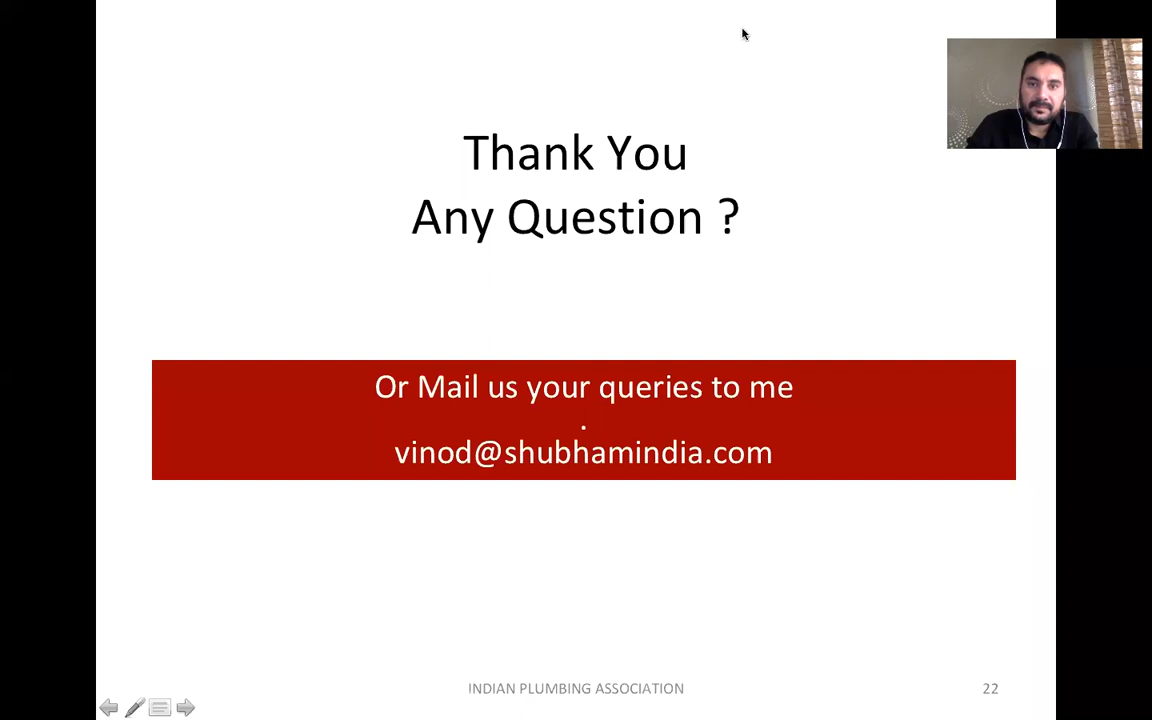 Thank You
Any Question ?
Or Mail us your queries to me
.
vinod@shubhamindia.com
INDIAN PLUMBING ASSOCIATION
22